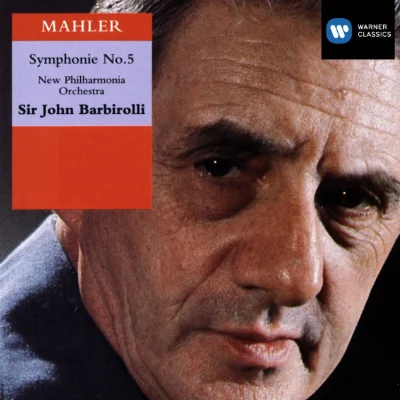 MAHLER
Symphonie No.5
New Philharmonia
Orchestra
Sir John Barbirolli
WARNER
CLASSICS